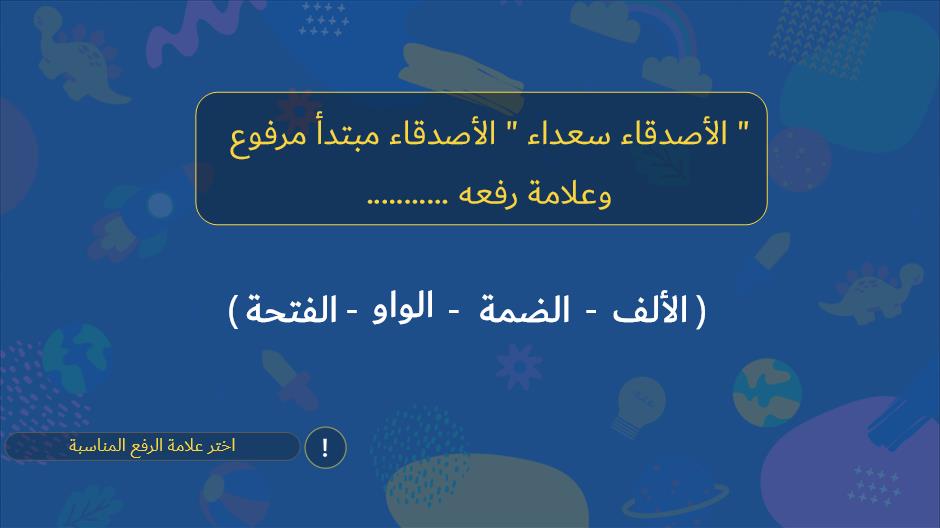 " الأصدقاء سعداء " الأصدقاء مبتدأ مرفوع
وعلامة رفعه ...........
( الألف - الضمة - الواو - الفتحة )
اختر علامة الرفع المناسبة
!